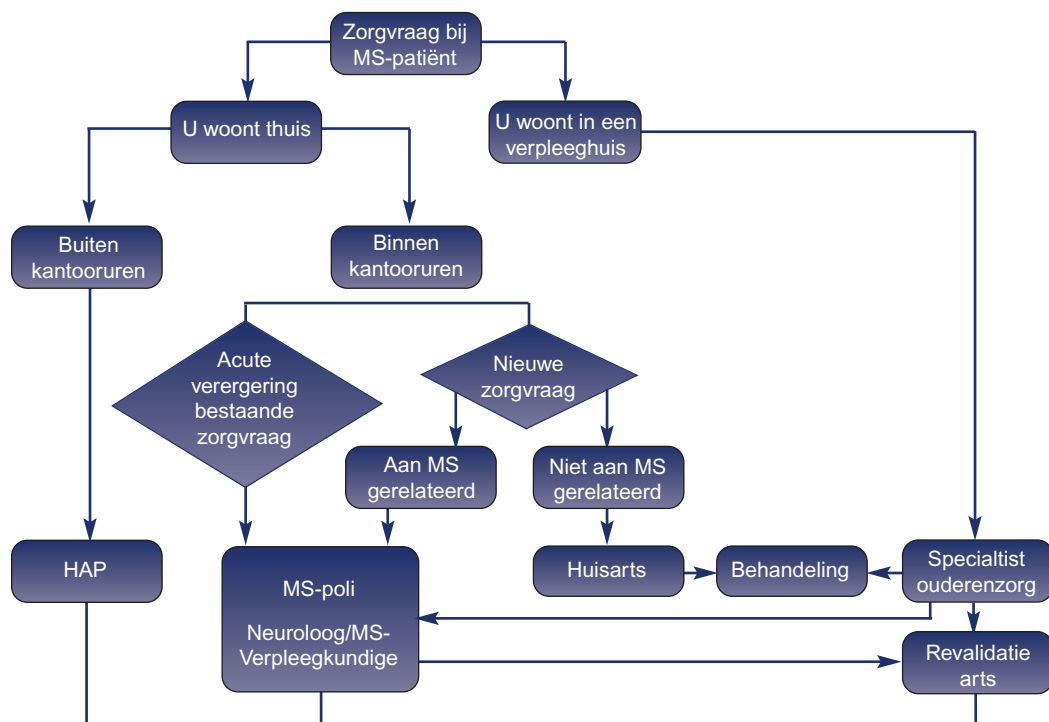 Zorgvraag bij
MS-patiënt
U woont thuis
U woont in een
verpleeghuis
Buiten
kantooruren
Binnen
kantooruren
Acute
verergering
bestaande
zorgvraag
Nieuwe
zorgvraag
Aan MS
gerelateerd
Niet aan MS
gerelateerd
HAP
MS-poli
Neuroloog/MS-
Verpleegkundige
Huisarts
Behandeling
Specialtist
ouderenzorg
Revalidatie
arts